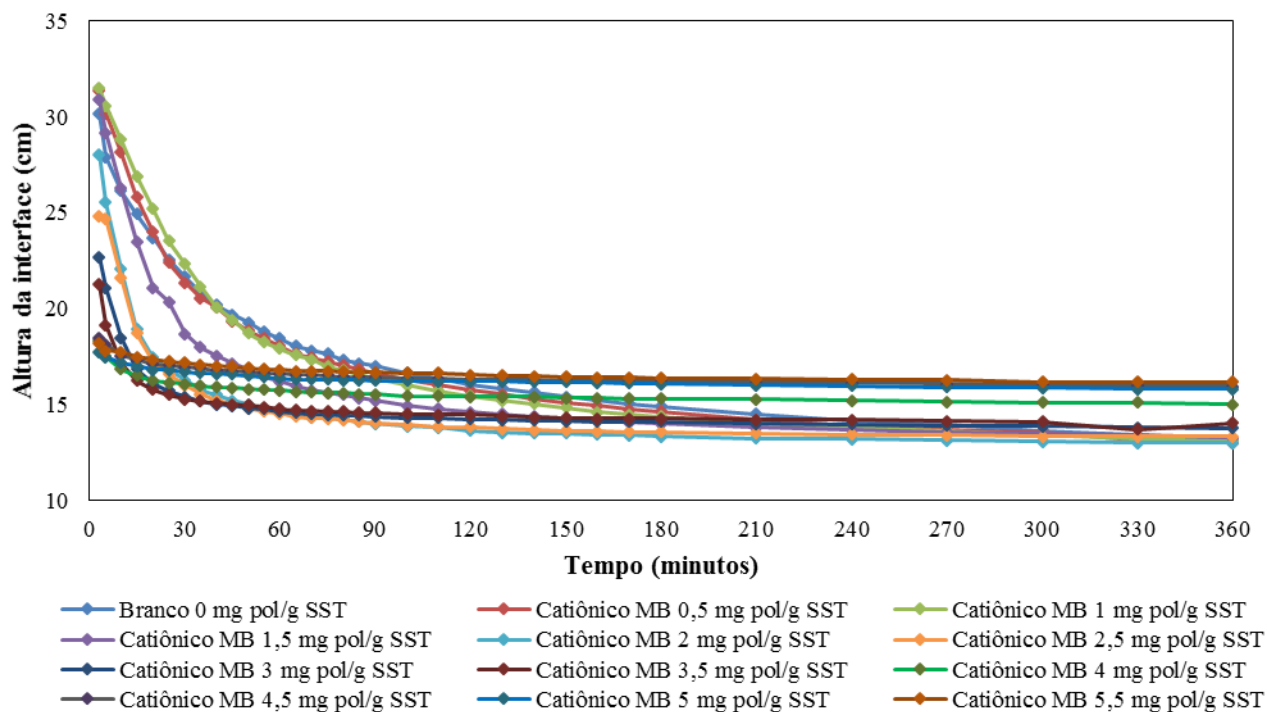 35
30
25
20
15
10
Altura da interface (cm)
0 30 60 90 120 150 180 210 240 270 300 330 360
Tempo (minutos)
Branco 0 mg pol/g SST Catiônico MB 0,5 mg pol/g SST Catiônico MB 1 mg pol/g SST
Catiônico MB 1,5 mg pol/g SST Catiônico MB 2 mg pol/g SST Catiônico MB 2,5 mg pol/g SST
Catiônico MB 3 mg pol/g SST Catiônico MB 3,5 mg pol/g SST Catiônico MB 4 mg pol/g SST
Catiônico MB 4,5 mg pol/g SST Catiônico MB 5 mg pol/g SST Catiônico MB 5,5 mg pol/g SST